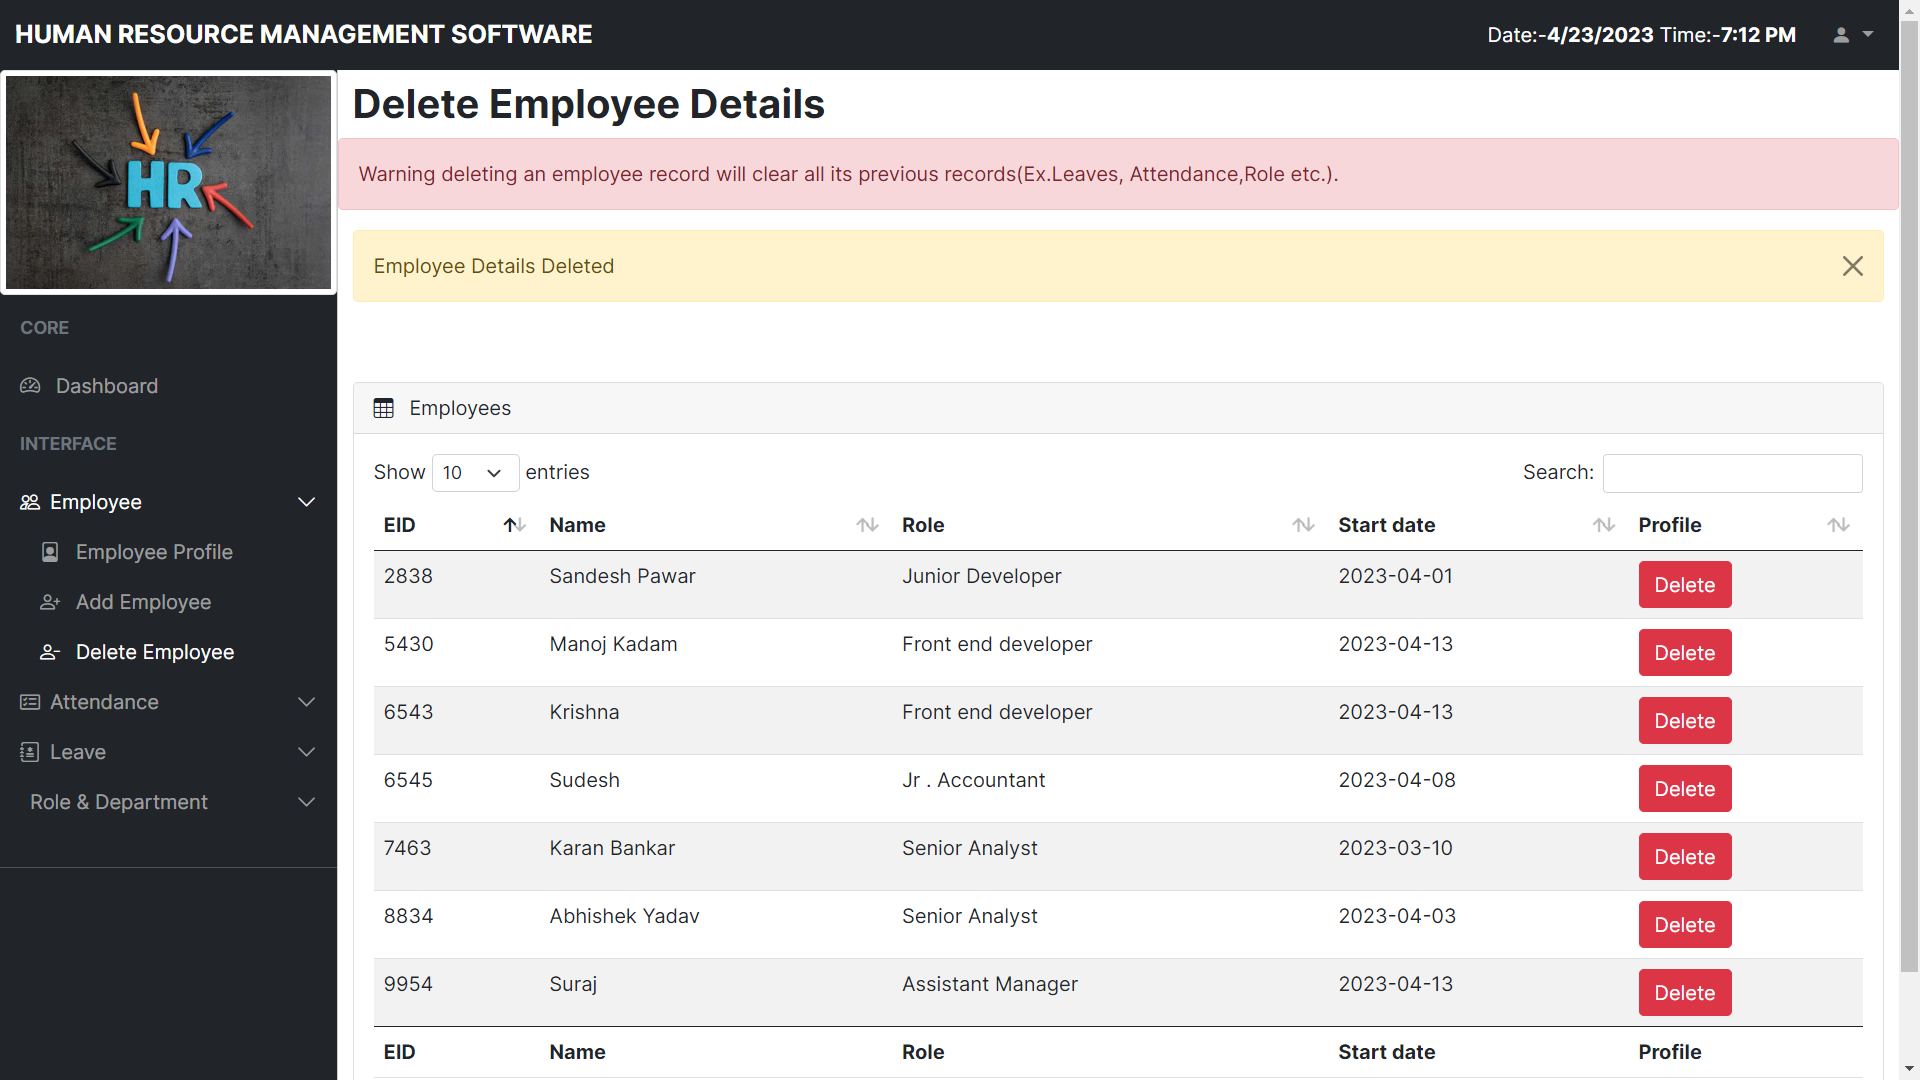 HUMAN RESOURCE MANAGEMENT SOFTWARE
Date:-4/23/2023 Time:-7:12 PM
HR
CORE
Dashboard
INTERFACE
Employee
Employee Profile
Add Employee
Delete Employee
Attendance
Leave
Role & Department
Delete Employee Details
Warning deleting an employee record will clear all its previous records(Ex.Leaves, Attendance,Role etc.).
Employee Details Deleted
Employees
Show 10 entries
Search:
EID Name Role Start date Profile
2838 Sandesh Pawar Junior Developer 2023-04-01 Delete
5430 Manoj Kadam Front end developer 2023-04-13 Delete
6543 Krishna Front end developer 2023-04-13 Delete
6545 Sudesh Jr . Accountant 2023-04-08 Delete
7463 Karan Bankar Senior Analyst 2023-03-10 Delete
8834 Abhishek Yadav Senior Analyst 2023-04-03 Delete
9954 Suraj Assistant Manager 2023-04-13 Delete
EID Name Role Start date Profile